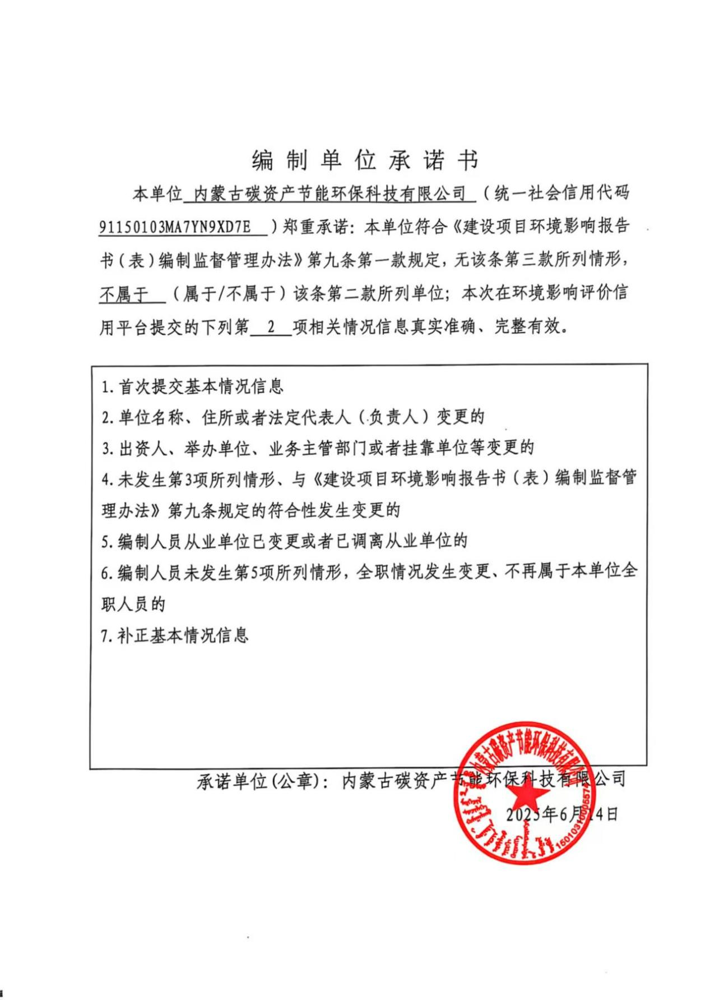 编制单位承诺书
本单位 内蒙古碳资产节能环保科技有限公司 （统一社会信用代码
91150103MA7YN9XD7E ）郑重承诺：本单位符合《建设项目环境影响报告
书（表）编制监督管理办法》第九条第一款规定，无该条第三款所列情形，
不属于 （属于/不属于）该条第二款所列单位；本次在环境影响评价信
用平台提交的下列第 2 项相关情况信息真实准确、完整有效。
1.首次提交基本情况信息
2.单位名称、住所或者法定代表人（负责人）变更的
3.出资人、举办单位、业务主管部门或者挂靠单位等变更的
4.未发生第3项所列情形、与《建设项目环境影响报告书（表）编制监督管
理办法》第九条规定的符合性发生变更的
5.编制人员从业单位已变更或者已调离从业单位的
6.编制人员未发生第5项所列情形，全职情况发生变更、不再属于本单位全
职人员的
7.补正基本情况信息
承诺单位(公章)：内蒙古碳资产节能环保科技有限公司
2025年6月14日
内蒙古碳资产节能环保科技有限公司